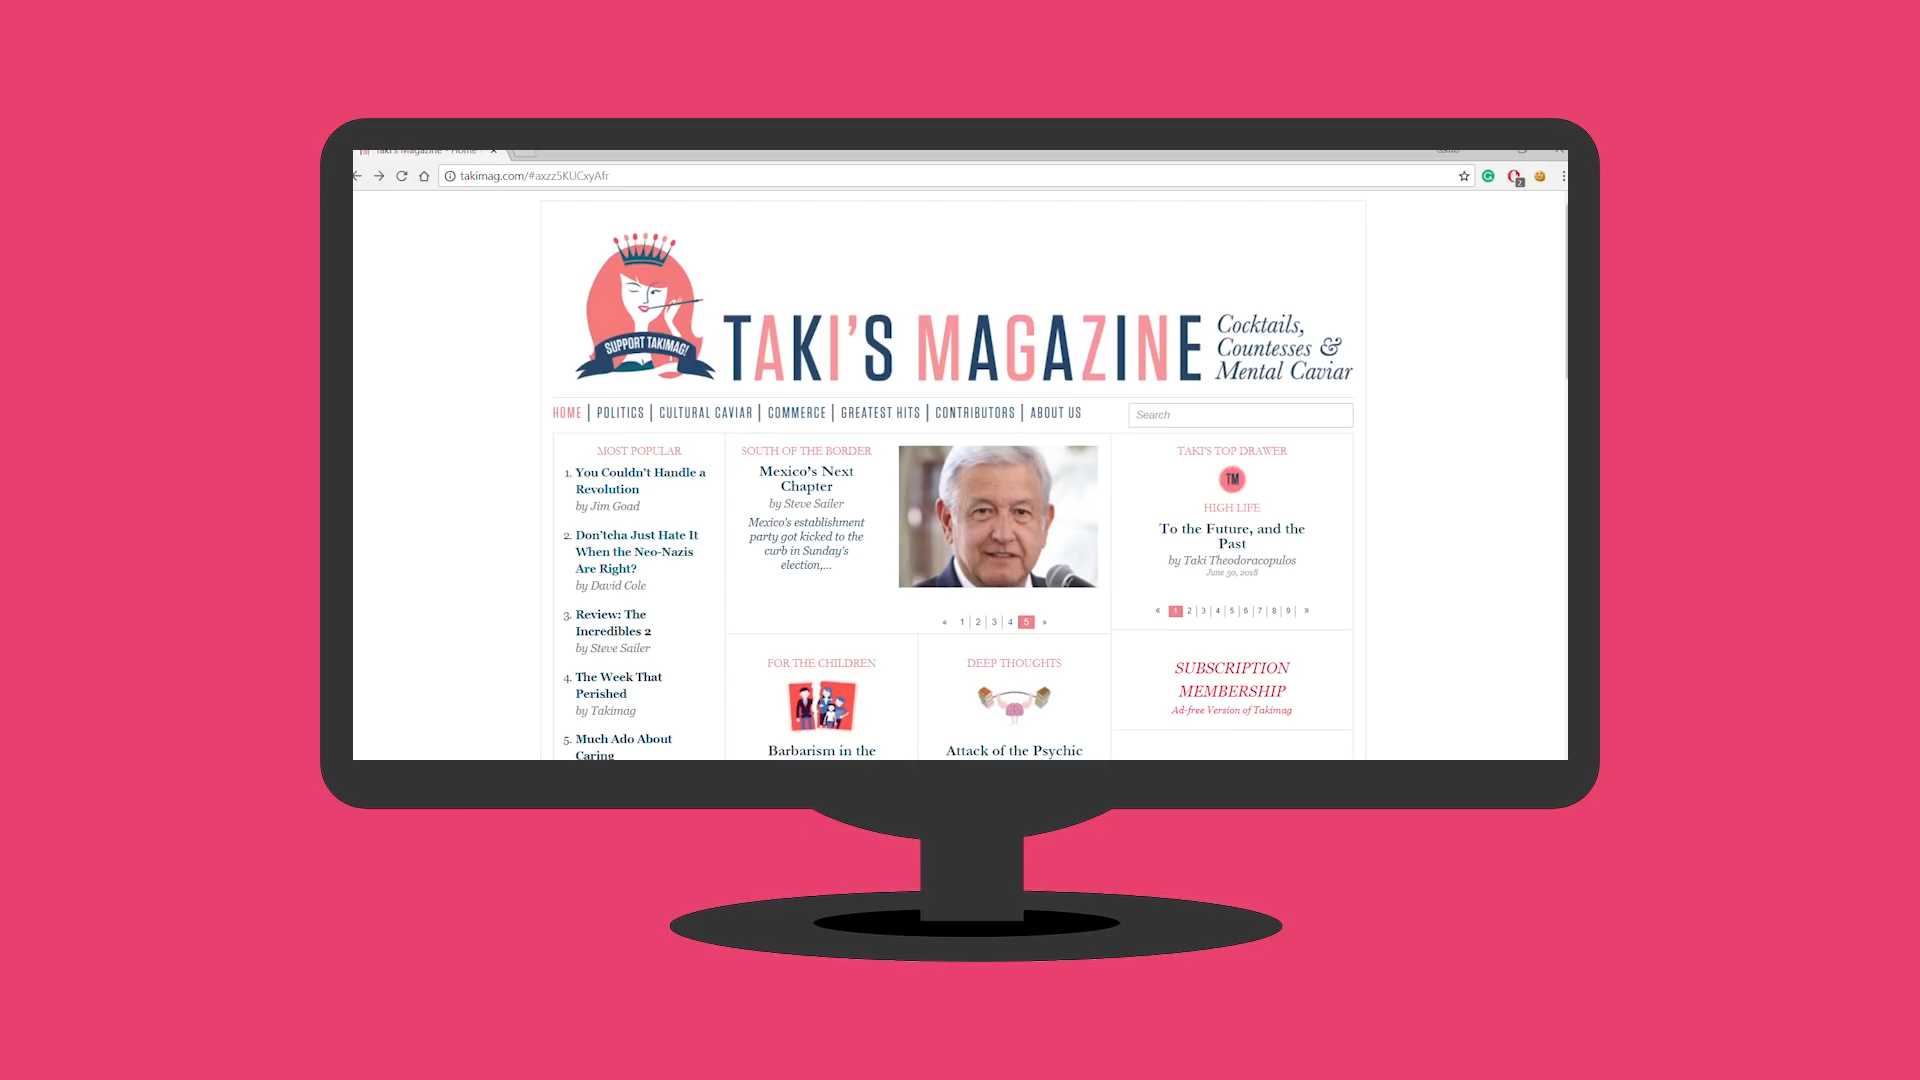 Taki's Magazine - Home
takimag.com/#axzz5KUCxyAfr
2
SUPPORT TAKIMAG!
TAKI'S MAGAZINE
Cocktails,
Countesses &
Mental Caviar
HOME | POLITICS | CULTURAL CAVIAR | COMMERCE | GREATEST HITS | CONTRIBUTORS | ABOUT US
Search
MOST POPULAR
1. You Couldn't Handle a
Revolution
by Jim Goad
2. Don'tcha Just Hate It
When the Neo-Nazis
Are Right?
by David Cole
3. Review: The
Incredibles 2
by Steve Sailer
4. The Week That
Perished
by Takimag
5. Much Ado About
Caring
SOUTH OF THE BORDER
Mexico's Next
Chapter
by Steve Sailer
Mexico's establishment
party got kicked to the
curb in Sunday's
election,...
« 1 | 2 | 3 | 4 | 5 »
FOR THE CHILDREN
Barbarism in the
DEEP THOUGHTS
Attack of the Psychic
TAKI'S TOP DRAWER
TM
HIGH LIFE
To the Future, and the
Past
by Taki Theodoracopulos
June 30, 2018
« 1 2 | 3 | 4 | 5 | 6 | 7 | 8 | 9 | »
SUBSCRIPTION
MEMBERSHIP
Ad-free Version of Takimag